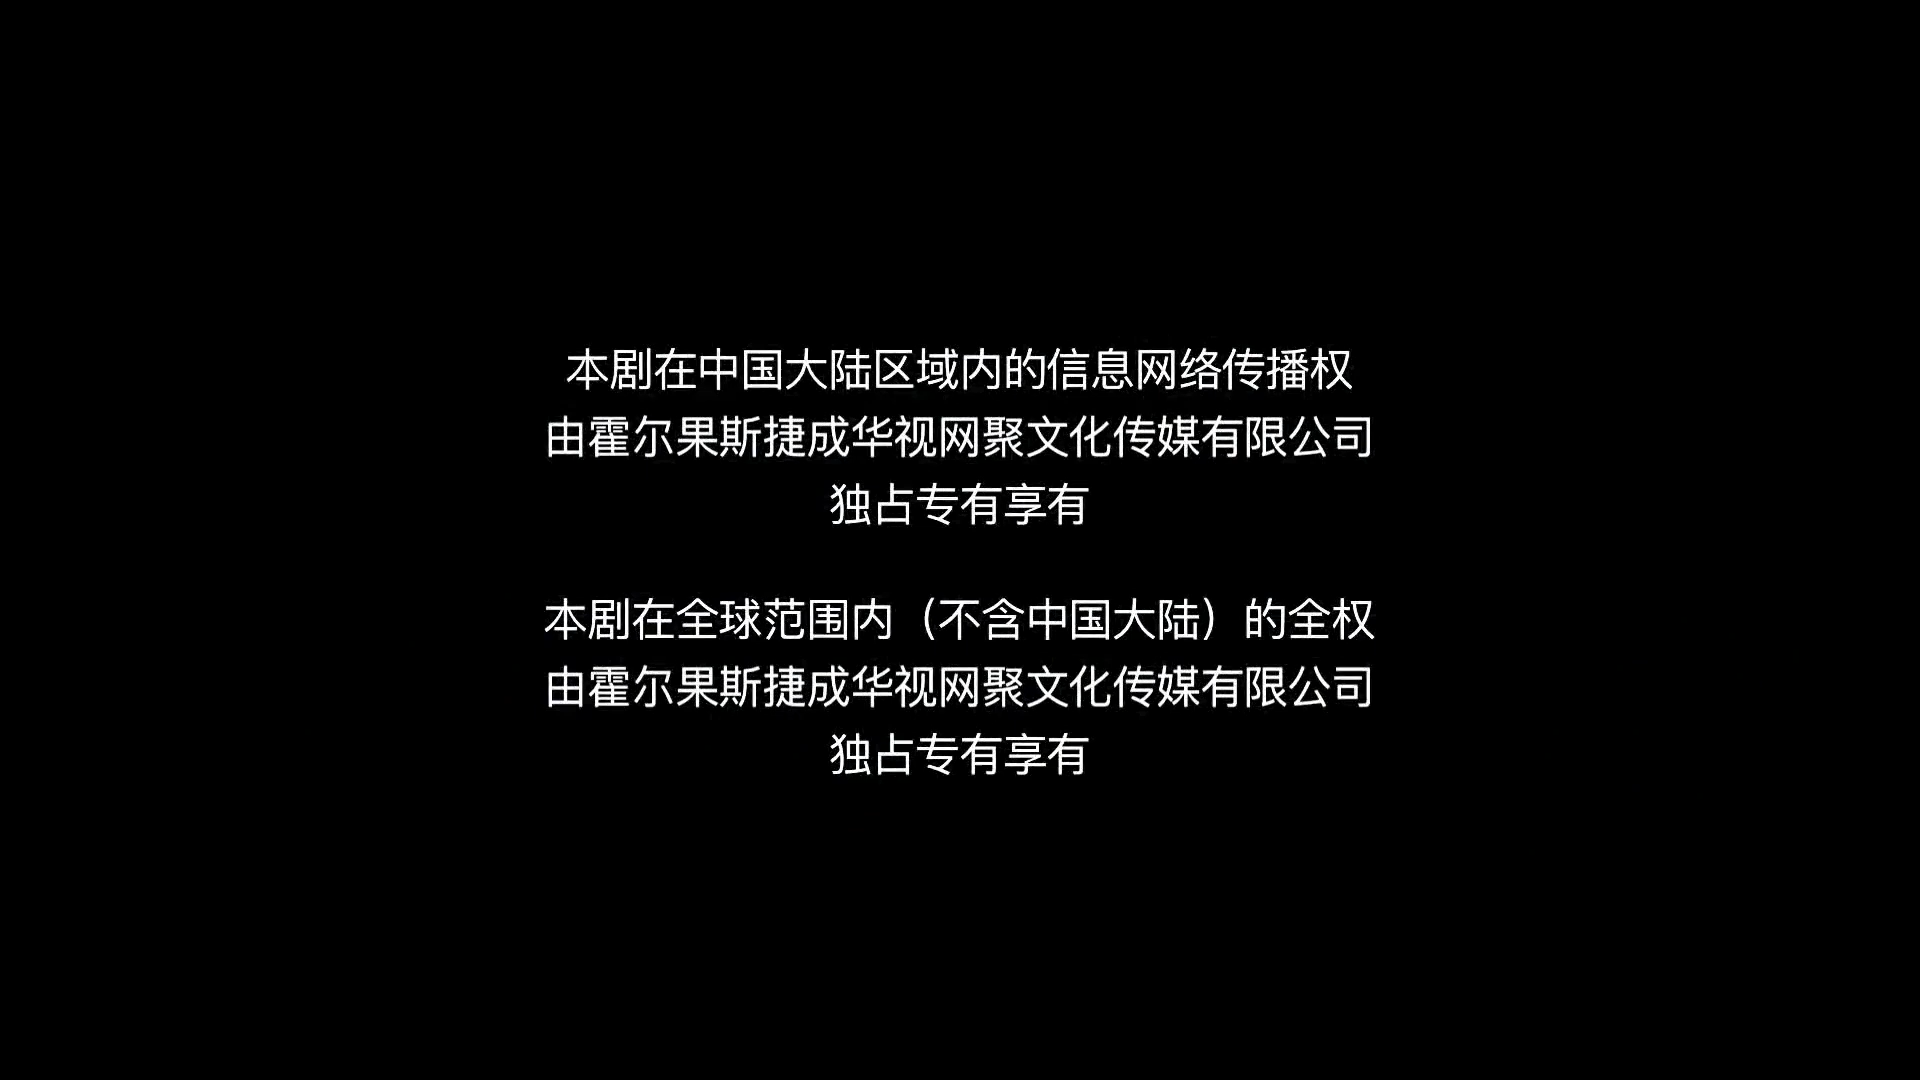 本剧在中国大陆区域内的信息网络传播权
由霍尔果斯捷成华视网聚文化传媒有限公司
独占专有享有
本剧在全球范围内（不含中国大陆）的全权
由霍尔果斯捷成华视网聚文化传媒有限公司
独占专有享有